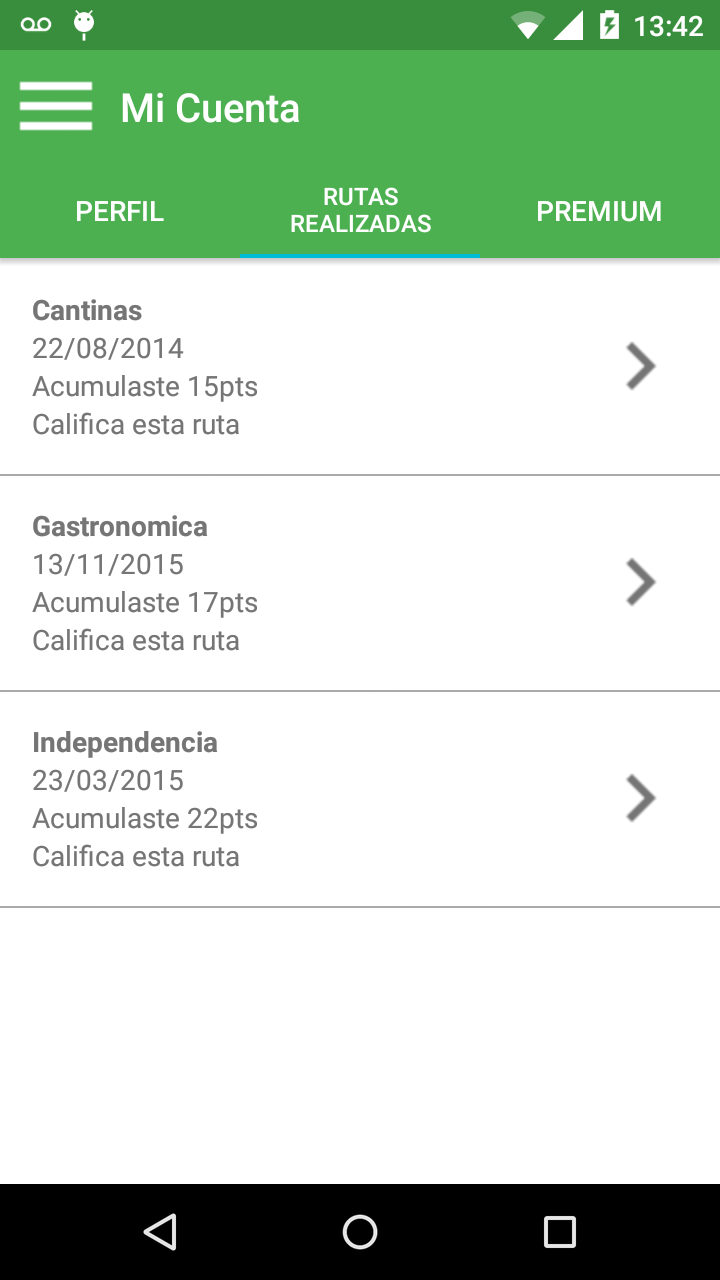 13:42
Mi Cuenta
PERFIL
RUTAS
REALIZADAS
PREMIUM
Cantinas
22/08/2014
Acumulaste 15pts
Califica esta ruta
Gastronomica
13/11/2015
Acumulaste 17pts
Califica esta ruta
Independencia
23/03/2015
Acumulaste 22pts
Califica esta ruta